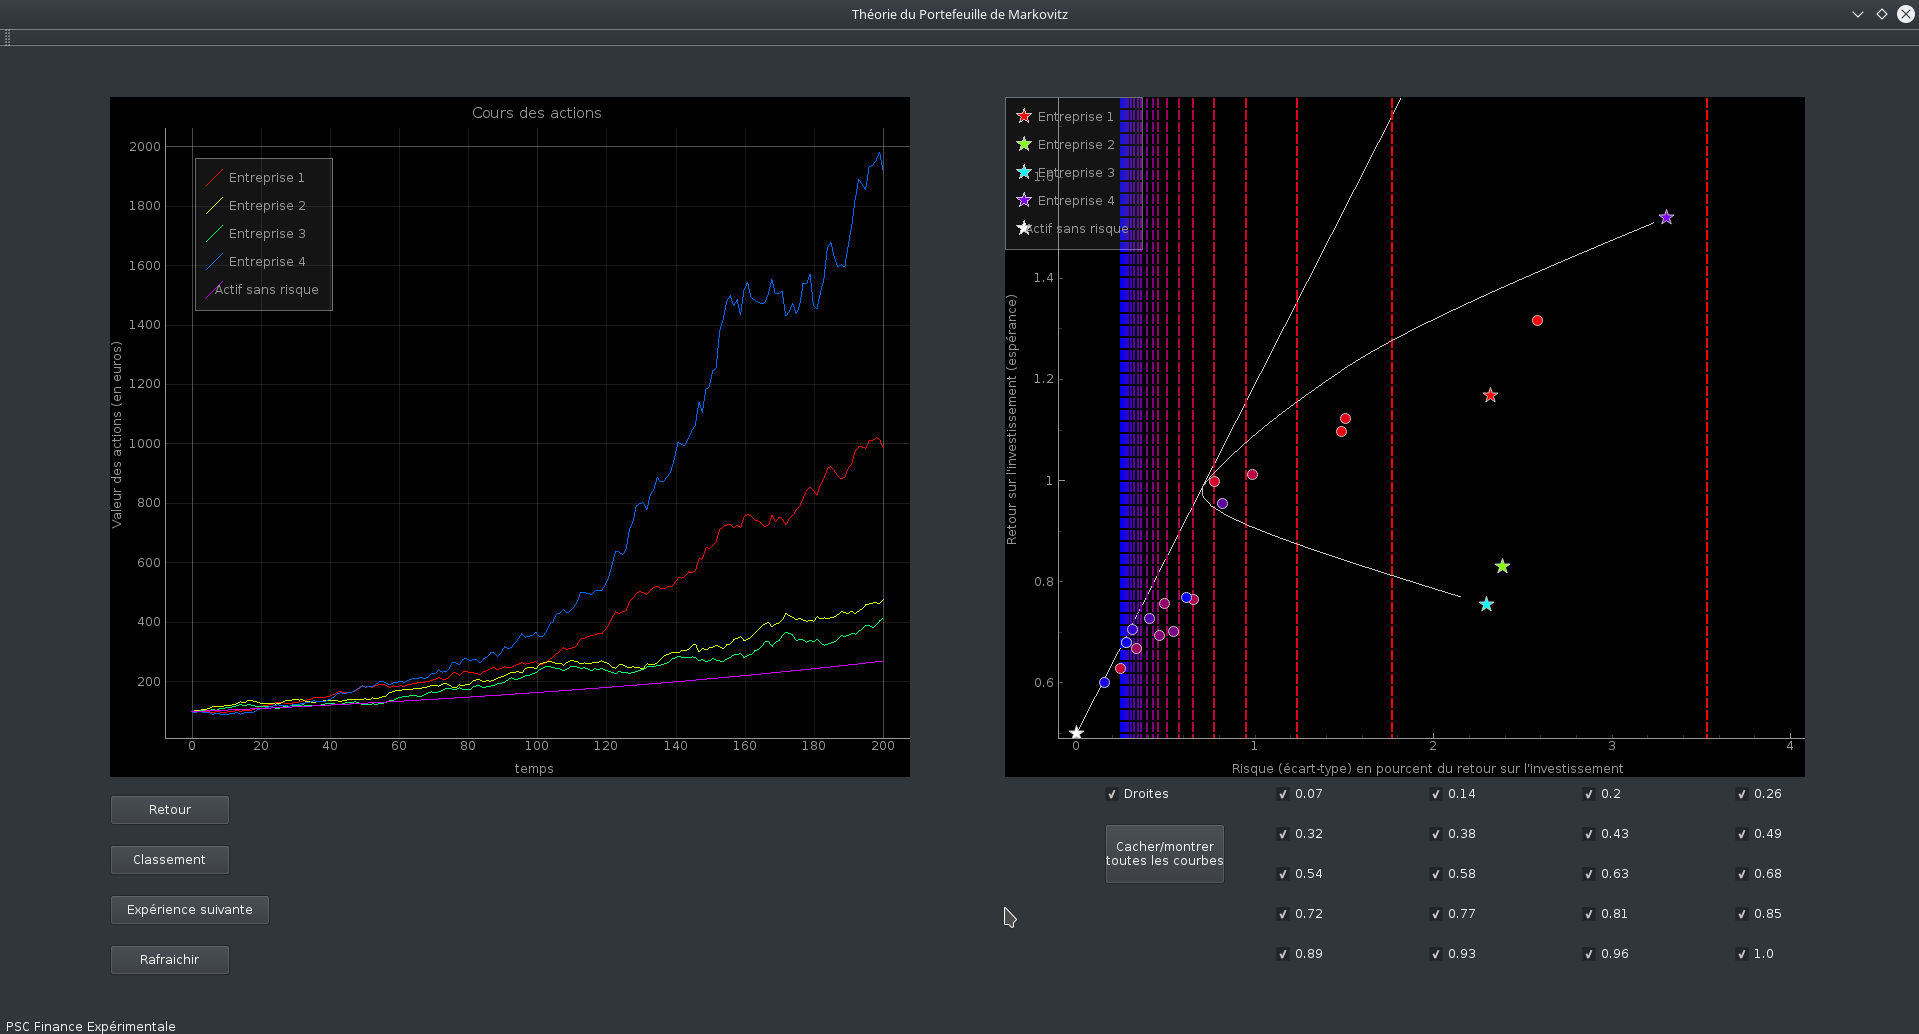 Théorie du Portefeuille de Markovitz
Cours des actions
2000
1800
1600
1400
1200
1000
800
600
400
200
Entreprise 1
Entreprise 2
Entreprise 3
Entreprise 4
Actif sans risque
Valeur des actions (en euros)
0 20 40 60 80 100 120 140 160 180 200
temps
Entreprise 1
Entreprise 2
Entreprise 3
Entreprise 4
Actif sans risque
1.6
1.4
1.2
1
0.8
0.6
Retour sur l'investissement (espérance)
0 1 2 3 4
Risque (écart-type) en pourcent du retour sur l'investissement
Retour
Classement
Expérience suivante
Rafraichir
Droites
Cacher/montrer
toutes les courbes
0.07 0.14 0.2 0.26
0.32 0.38 0.43 0.49
0.54 0.58 0.63 0.68
0.72 0.77 0.81 0.85
0.89 0.93 0.96 1.0
PSC Finance Expérimentale